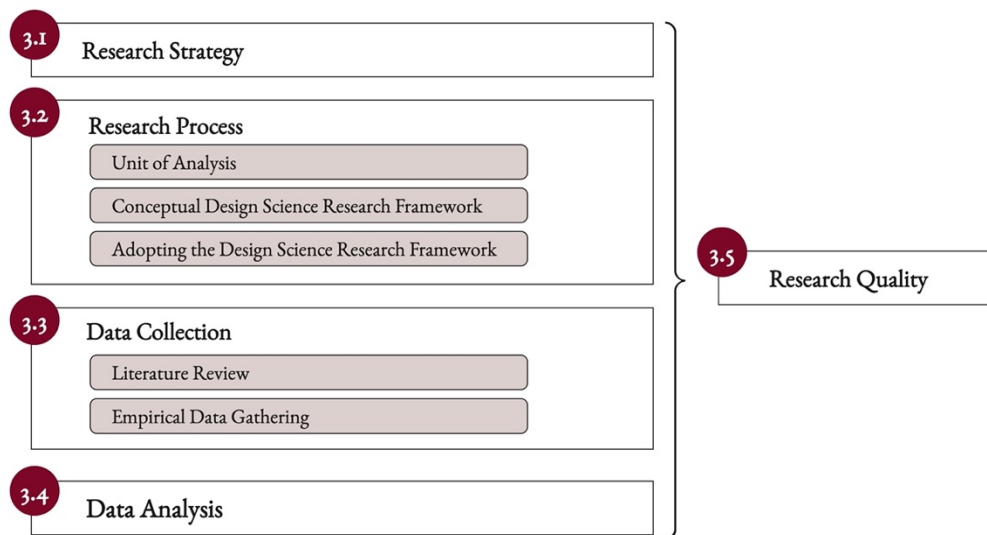 3.1
Research Strategy
3.2
Research Process
Unit of Analysis
Conceptual Design Science Research Framework
Adopting the Design Science Research Framework
3.3
Data Collection
Literature Review
Empirical Data Gathering
3.4
Data Analysis
3.5
Research Quality